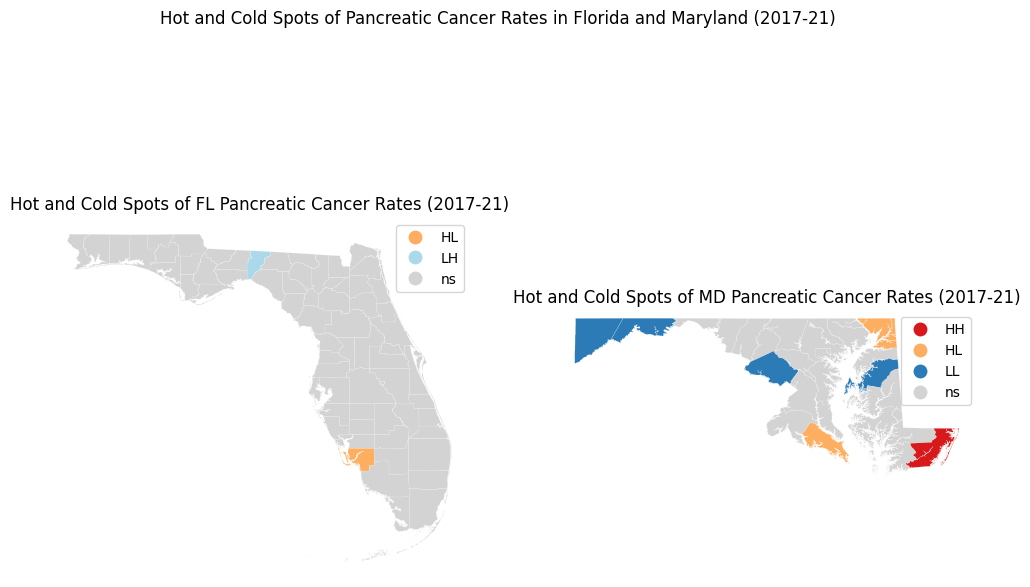 Hot and Cold Spots of Pancreatic Cancer Rates in Florida and Maryland (2017-21)
Hot and Cold Spots of FL Pancreatic Cancer Rates (2017-21)
HL
LH
ns
Hot and Cold Spots of MD Pancreatic Cancer Rates (2017-21)
HH
HL
LL
ns